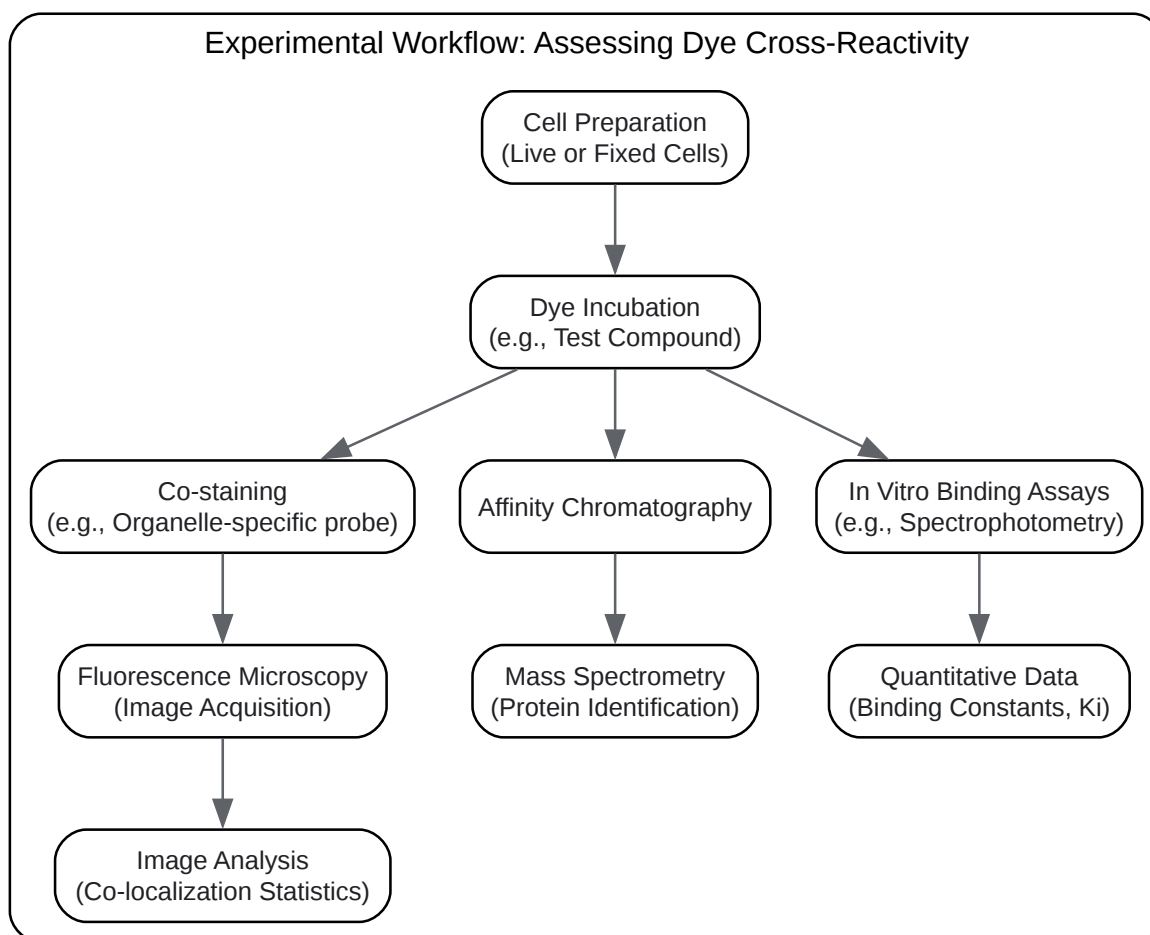 Experimental Workflow: Assessing Dye Cross-Reactivity
Cell Preparation
(Live or Fixed Cells)
Dye Incubation
(e.g., Test Compound)
Co-staining
(e.g., Organelle-specific probe)
Affinity Chromatography
In Vitro Binding Assays
(e.g., Spectrophotometry)
Fluorescence Microscopy
(Image Acquisition)
Mass Spectrometry
(Protein Identification)
Quantitative Data
(Binding Constants, Ki)
Image Analysis
(Co-localization Statistics)